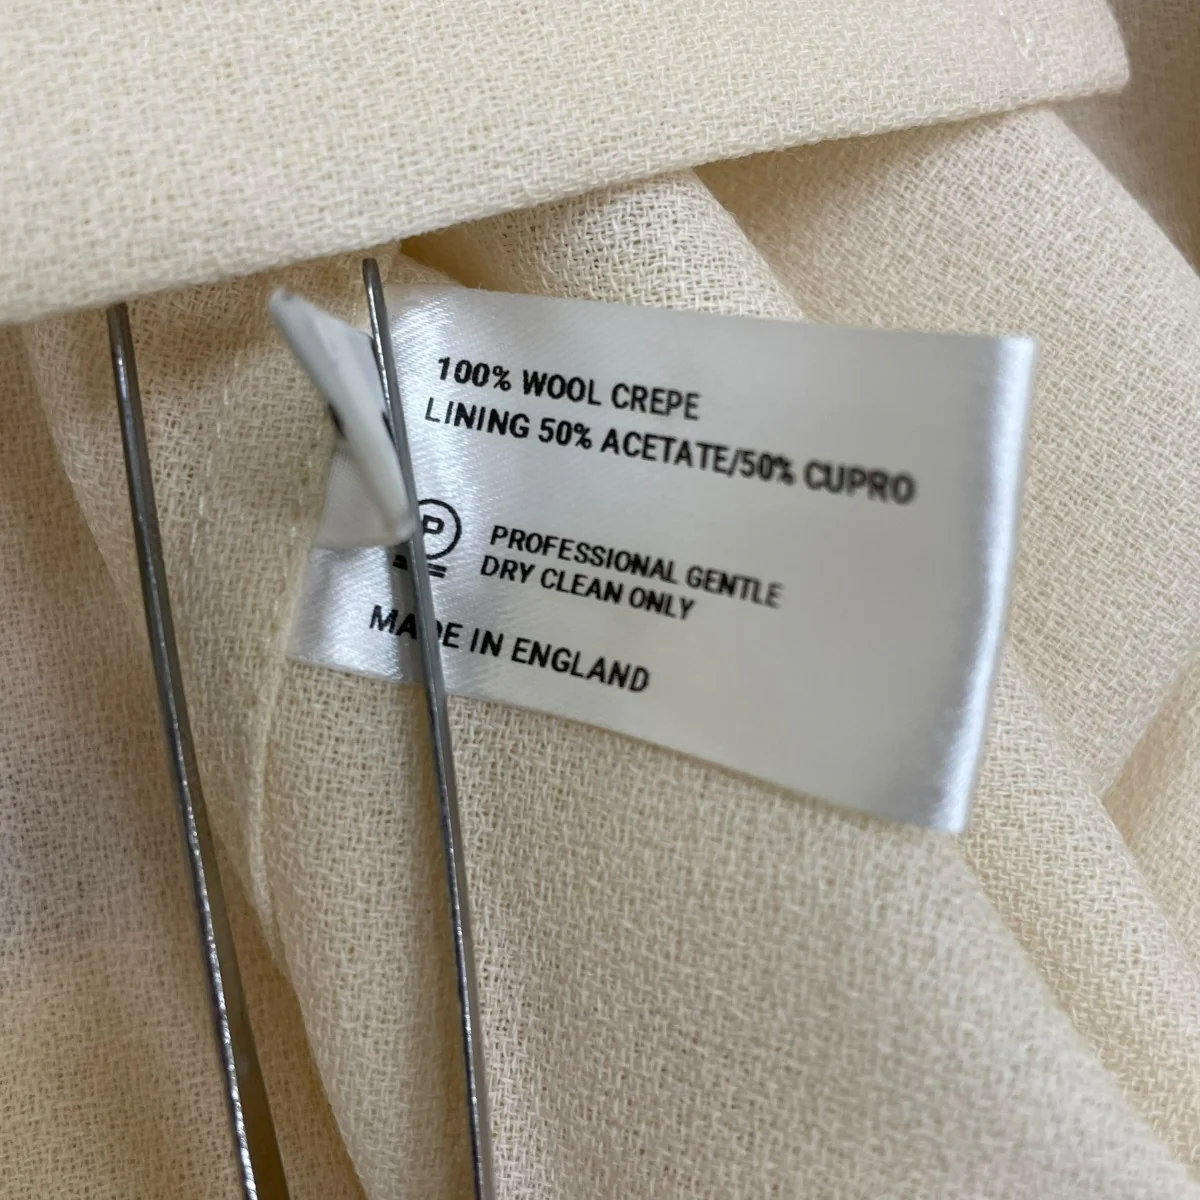 100% WOOL CREPE
LINING 50% ACETATE/50% CUPRO
P
PROFESSIONAL GENTLE
DRY CLEAN ONLY
MADE IN ENGLAND